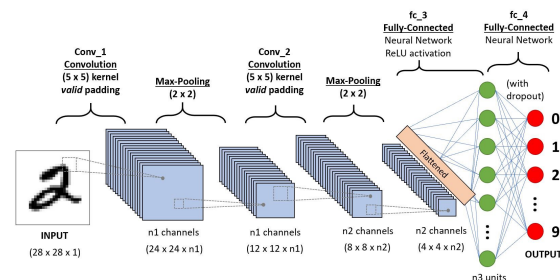 fc_3
Fully-Connected
Neural Network
ReLU activation
fc_4
Fully-Connected
Neural Network
Conv_1
Convolution
(5 x 5) kernel
valid padding
Max-Pooling
(2 x 2)
Conv_2
Convolution
(5 x 5) kernel
valid padding
Max-Pooling
(2 x 2)
(with
dropout)
Flattened
0
1
2
9
2
INPUT
(28 x 28 x 1)
n1 channels
(24 x 24 x n1)
n1 channels
(12 x 12 x n1)
n2 channels
(8 x 8 x n2)
n2 channels
(4 x 4 x n2)
OUTPUT
n3 units